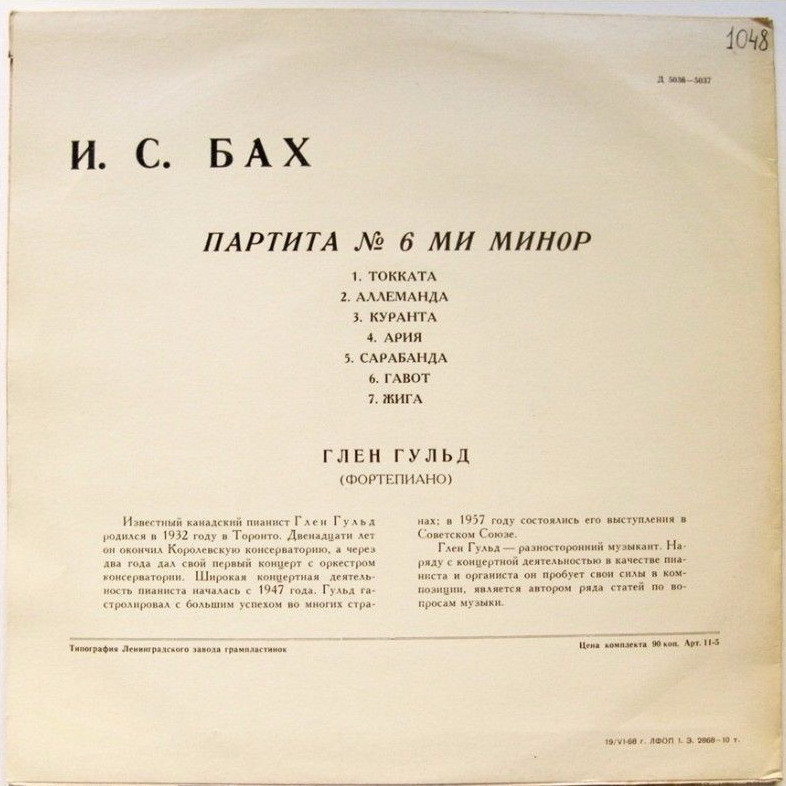 1048
Д 5036—5037
И. С. БАХ
ПАРТИТА № 6 МИ МИНОР
1. ТОККАТА
2. АЛЛЕМАНДА
3. КУРАНТА
4. АРИЯ
5. САРАБАНДА
6. ГАВОТ
7. ЖИГА
ГЛЕН ГУЛЬД
(ФОРТЕПИАНО)
Известный канадский пианист Глен Гульд
родился в 1932 году в Торонто. Двенадцати лет
он окончил Королевскую консерваторию, а через
два года дал свой первый концерт с оркестром
консерватории. Широкая концертная деятель-
ность пианиста началась с 1947 года. Гульд га-
стролировал с большим успехом во многих стра-
нах; в 1957 году состоялись его выступления в
Советском Союзе.
Глен Гульд — разносторонний музыкант. На-
ряду с концертной деятельностью в качестве пиа-
ниста и органиста он пробует свои силы в ком-
позиции, является автором ряда статей по во-
просам музыки.
Типография Ленинградского завода грампластинок
Цена комплекта 90 коп. Арт. 11-5
19/VI-68 г. ЛФОП 1. З. 2868—10 т.